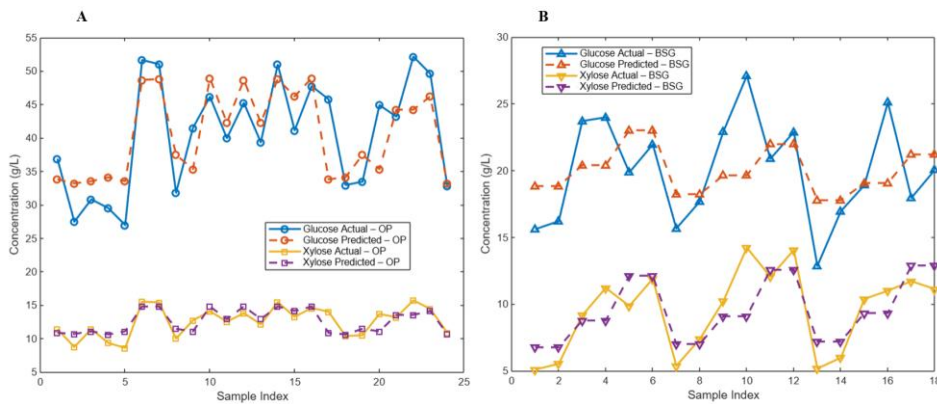 A
B
Concentration (g/L)
55
50
45
40
35
30
25
20
15
10
5
Glucose Actual – OP
Glucose Predicted – OP
Xylose Actual – OP
Xylose Predicted – OP
0 5 10 15 20 25
Sample Index
Concentration (g/L)
30
25
20
15
10
5
Glucose Actual – BSG
Glucose Predicted – BSG
Xylose Actual – BSG
Xylose Predicted – BSG
0 2 4 6 8 10 12 14 16 18
Sample Index